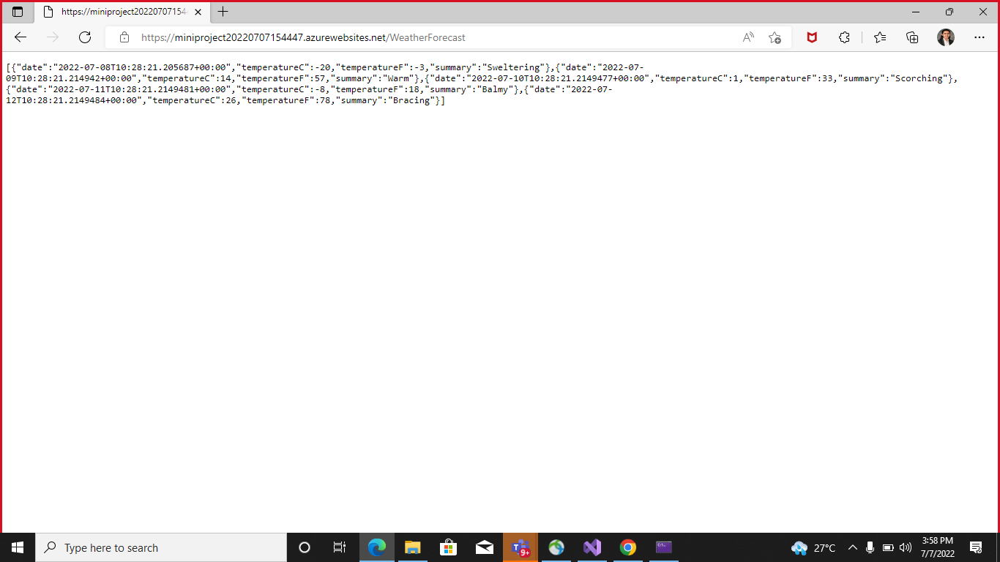 https://miniproject2022070715444
https://miniproject20220707154447.azurewebsites.net/WeatherForecast
[{"date":"2022-07-08T10:28:21.205687+00:00","temperatureC":-20,"temperatureF":-3,"summary":"Sweltering"},{"date":"2022-07-
09T10:28:21.214942+00:00","temperatureC":14,"temperatureF":57,"summary":"Warm"},{"date":"2022-07-10T10:28:21.2149477+00:00","temperatureC":1,"temperatureF":33,"summary":"Scorching"},
{"date":"2022-07-11T10:28:21.2149481+00:00","temperatureC":-8,"temperatureF":18,"summary":"Balmy"},{"date":"2022-07-
12T10:28:21.2149484+00:00","temperatureC":26,"temperatureF":78,"summary":"Bracing"}]
Type here to search
9+
27°C
3:58 PM
7/7/2022